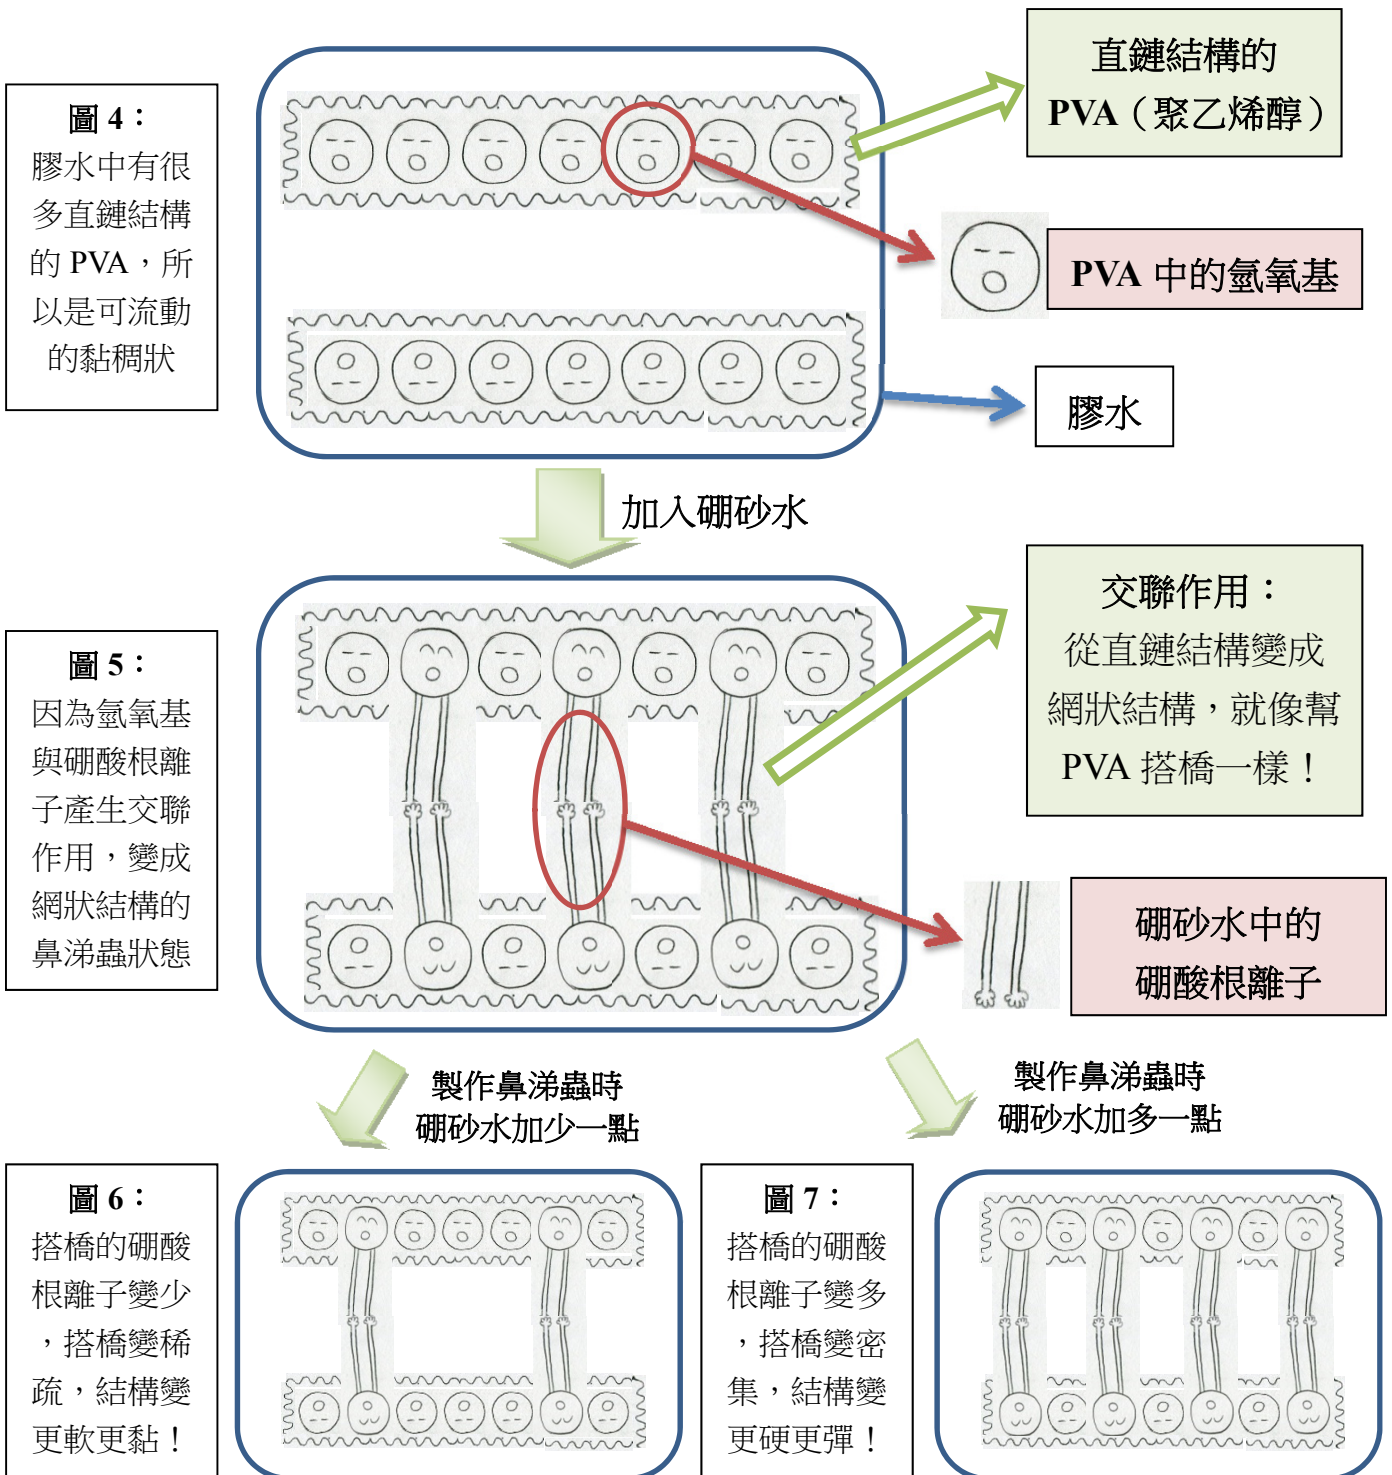 圖 4：
膠水中有很
多直鏈結構
的 PVA，所
以是可流動
的黏稠狀
直鏈結構的
PVA（聚乙烯醇）
PVA 中的氫氧基
膠水
加入硼砂水
圖 5：
因為氫氧基
與硼酸根離
子產生交聯
作用，變成
網狀結構的
鼻涕蟲狀態
交聯作用：
從直鏈結構變成
網狀結構，就像幫
PVA 搭橋一樣！
硼砂水中的
硼酸根離子
製作鼻涕蟲時
硼砂水加少一點
製作鼻涕蟲時
硼砂水加多一點
圖 6：
搭橋的硼酸
根離子變少
，搭橋變稀
疏，結構變
更軟更黏！
圖 7：
搭橋的硼酸
根離子變多
，搭橋變密
集，結構變
更硬更彈！